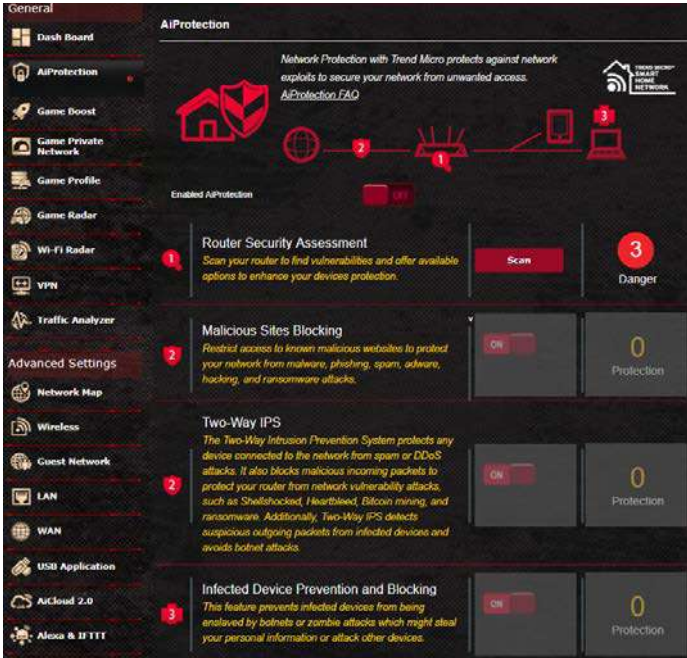 General
Dash Board
AiProtection
Game Boost
Game Private
Network
Game Profile
Game Radar
Wi-Fi Radar
VPN
Traffic Analyzer
Advanced Settings
Network Map
Wireless
Guest Network
LAN
WAN
USB Application
AiCloud 2.0
Alexa & IFTTT
AiProtection
Network Protection with Trend Micro protects against network
exploits to secure your network from unwanted access.
AiProtection FAQ
TREND MICRO™
SMART
HOME
NETWORK
2
1
3
Enabled AiProtection
OFF
1
Router Security Assessment
Scan your router to find vulnerabilities and offer available
options to enhance your devices protection.
Scan
3
Danger
2
Malicious Sites Blocking
Restrict access to known malicious websites to protect
your network from malware, phishing, spam, adware,
hacking, and ransomware attacks.
ON
0
Protection
2
Two-Way IPS
The Two-Way Intrusion Prevention System protects any
device connected to the network from spam or DDoS
attacks. It also blocks malicious incoming packets to
protect your router from network vulnerability attacks,
such as Shellshocked, Heartbleed, Bitcoin mining, and
ransomware. Additionally, Two-Way IPS detects
suspicious outgoing packets from infected devices and
avoids botnet attacks.
ON
0
Protection
3
Infected Device Prevention and Blocking
This feature prevents infected devices from being
enslaved by botnets or zombie attacks which might steal
your personal information or attack other devices.
ON
0
Protection